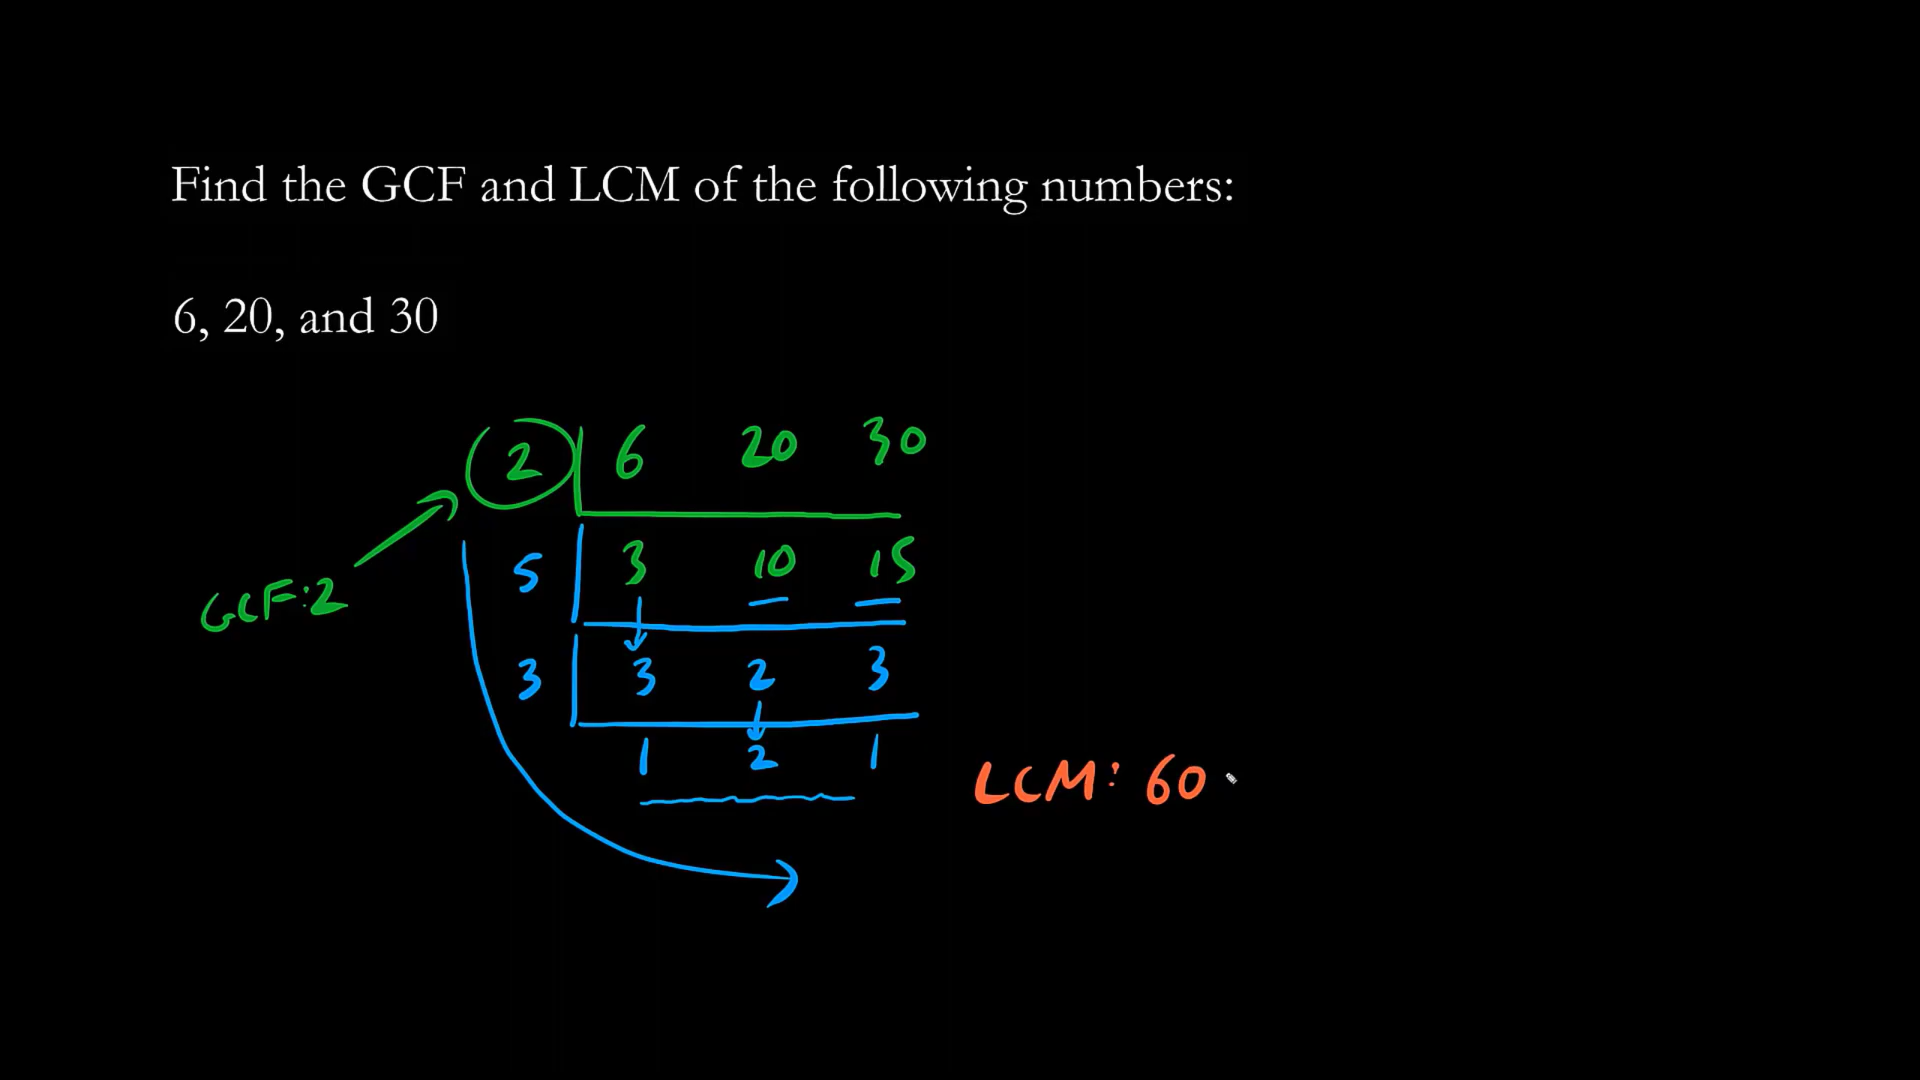 Find the GCF and LCM of the following numbers:
6, 20, and 30
2 6 20 30
5 3 10 15
GCF:2
3 3 2 3
1 2 1
LCM: 60